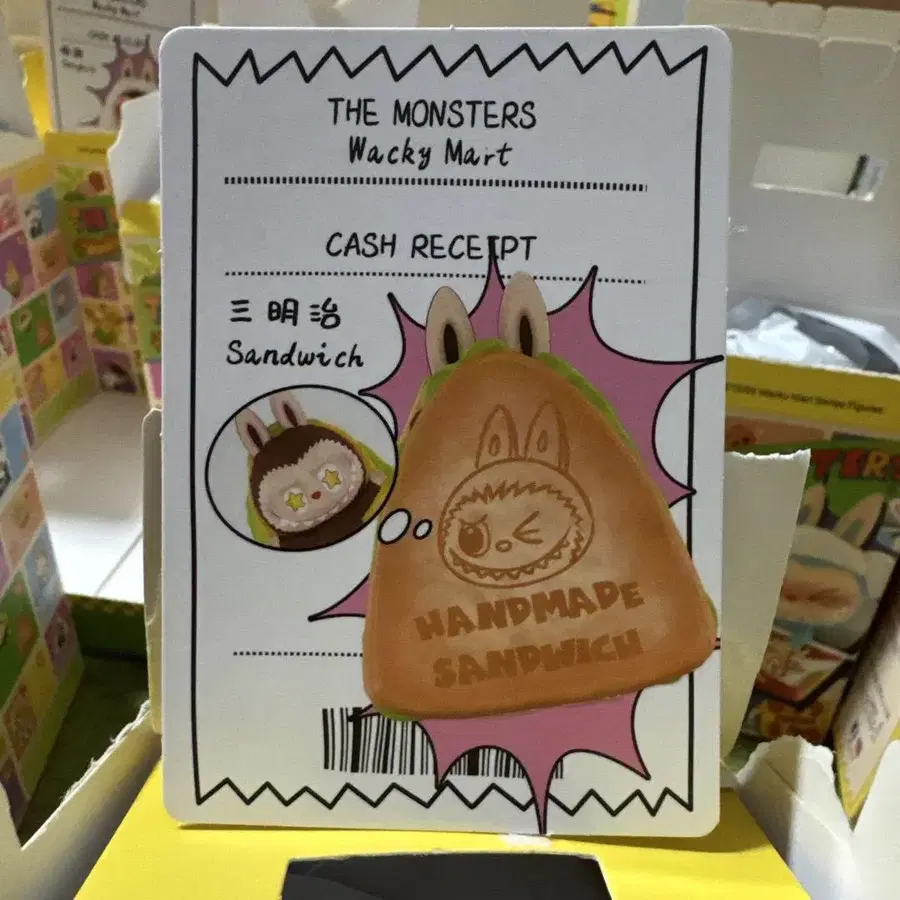 THE MONSTERS
Wacky Mart
CASH RECEIPT
三明治
Sandwich
HANDMADE
SANDWICH